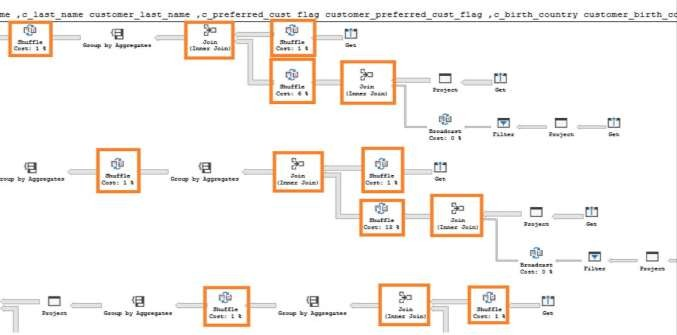 me ,c_last_name customer_last_name ,c_preferred_cust_flag customer_preferred_cust_flag ,c_birth_country customer_birth_co
Shuffle
Cost: 1 %
Group by Aggregates
Join
(Inner Join)
Shuffle
Cost: 1 %
Get
Shuffle
Cost: 6 %
Join
(Inner Join)
Project
Get
Broadcast
Cost: 0 %
Filter
Project
Get
roup by Aggregates
Shuffle
Cost: 1 %
Group by Aggregates
Join
(Inner Join)
Shuffle
Cost: 1 %
Get
Shuffle
Cost: 12 %
Join
(Inner Join)
Project
Get
Broadcast
Cost: 0 %
Filter
Project
Project
Group by Aggregates
Shuffle
Cost: 1 %
Group by Aggregates
Join
(Inner Join)
Shuffle
Cost: 1 %
Get